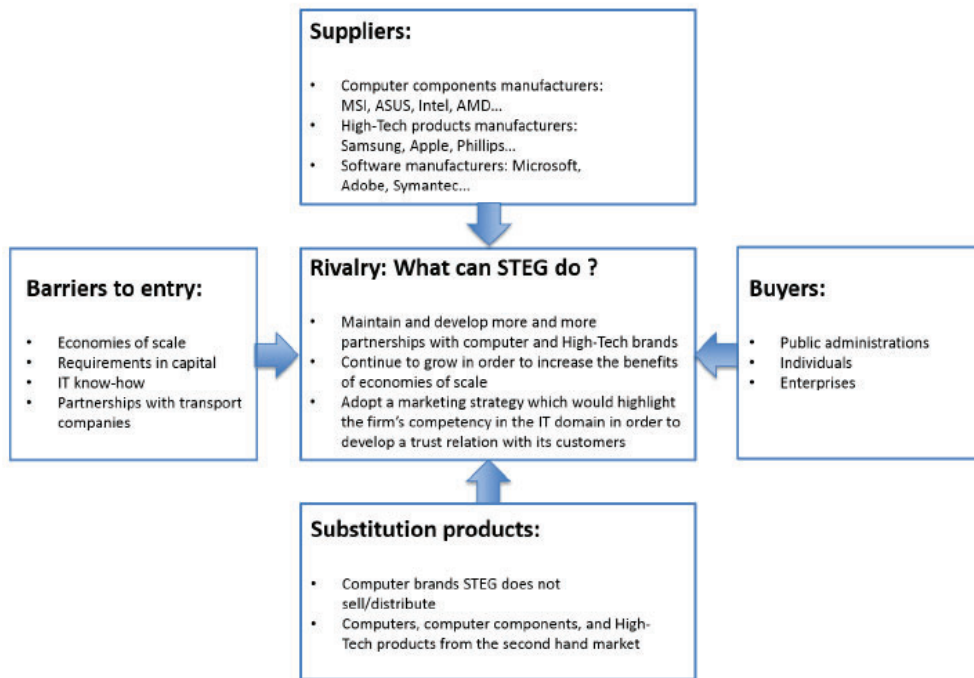 Suppliers:
• Computer components manufacturers:
MSI, ASUS, Intel, AMD...
• High-Tech products manufacturers:
Samsung, Apple, Phillips...
• Software manufacturers: Microsoft,
Adobe, Symantec...
Barriers to entry:
• Economies of scale
• Requirements in capital
• IT know-how
• Partnerships with transport
companies
Rivalry: What can STEG do ?
• Maintain and develop more and more
partnerships with computer and High-Tech brands
• Continue to grow in order to increase the benefits
of economies of scale
• Adopt a marketing strategy which would highlight
the firm's competency in the IT domain in order to
develop a trust relation with its customers
Buyers:
• Public administrations
• Individuals
• Enterprises
Substitution products:
• Computer brands STEG does not
sell/distribute
• Computers, computer components, and High-
Tech products from the second hand market